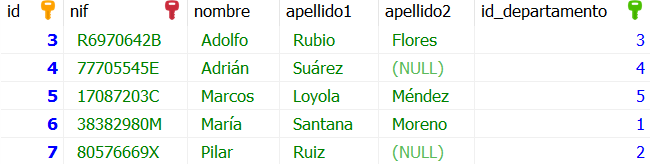 id nif nombre apellido1 apellido2 id_departamento
3 R6970642B Adolfo Rubio Flores 3
4 77705545E Adrián Suárez (NULL) 4
5 17087203C Marcos Loyola Méndez 5
6 38382980M María Santana Moreno 1
7 80576669X Pilar Ruiz (NULL) 2